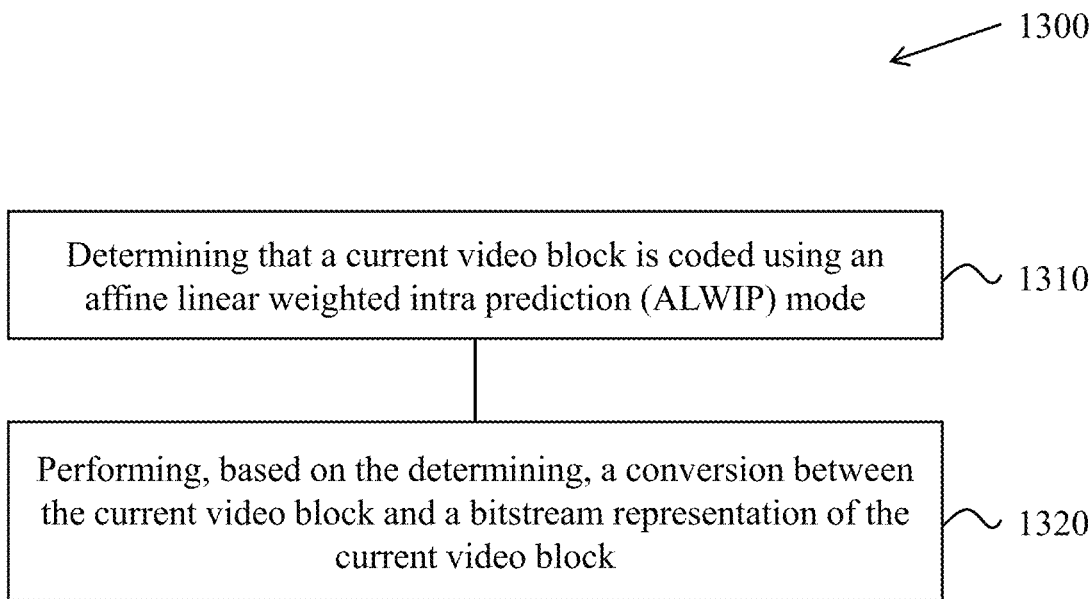 1300
Determining that a current video block is coded using an
affine linear weighted intra prediction (ALWIP) mode
1310
Performing, based on the determining, a conversion between
the current video block and a bitstream representation of the
current video block
1320